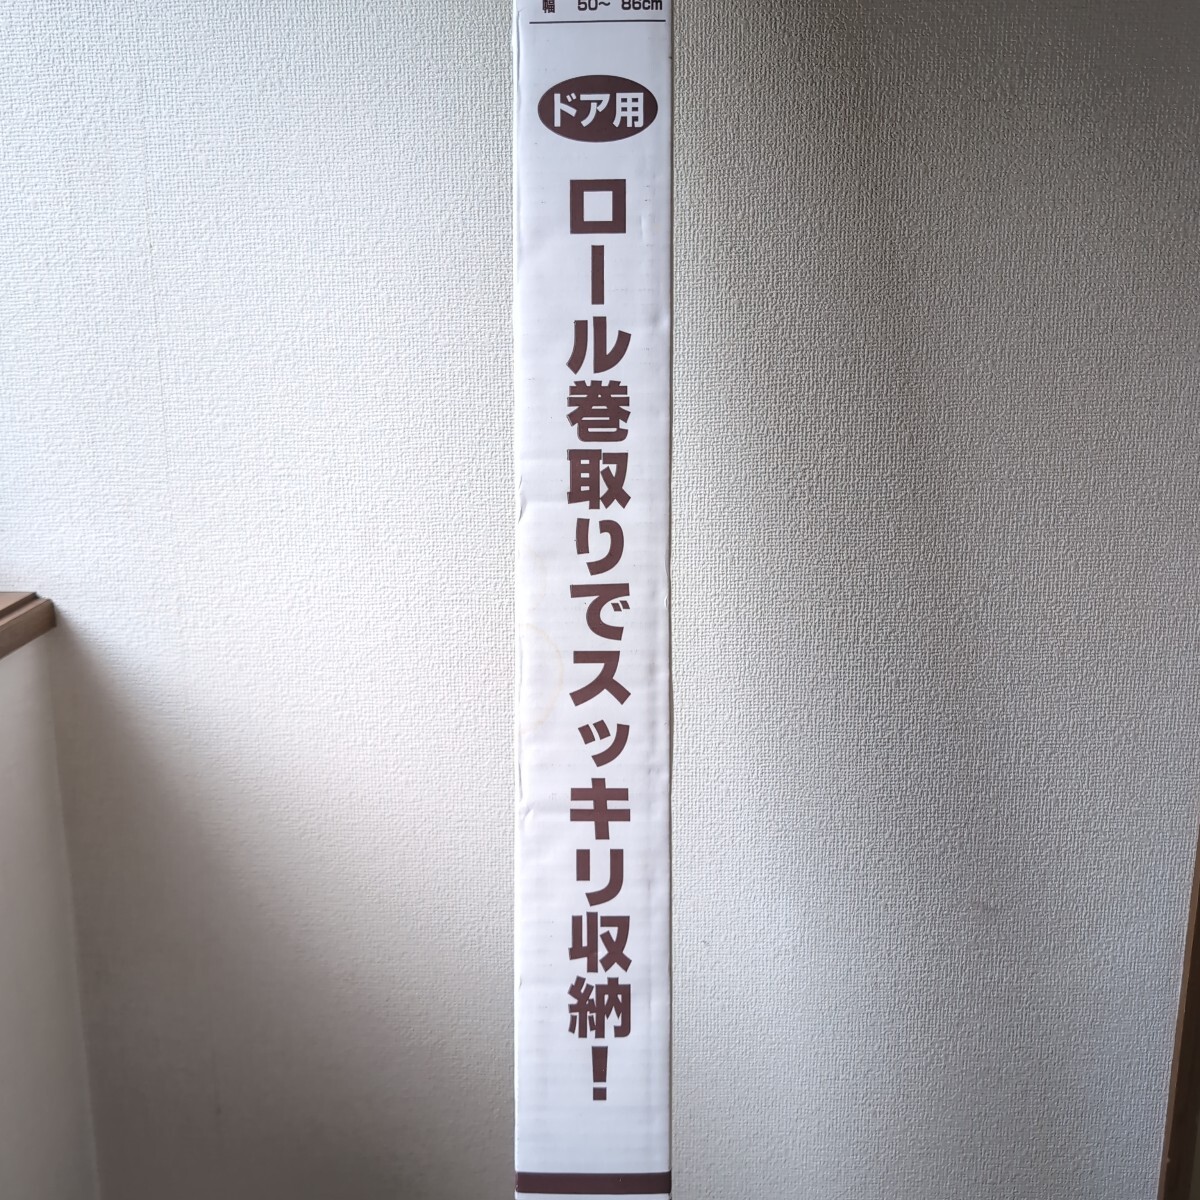 幅 50〜 86cm
ドア用
ロール巻取りでスッキリ収納！